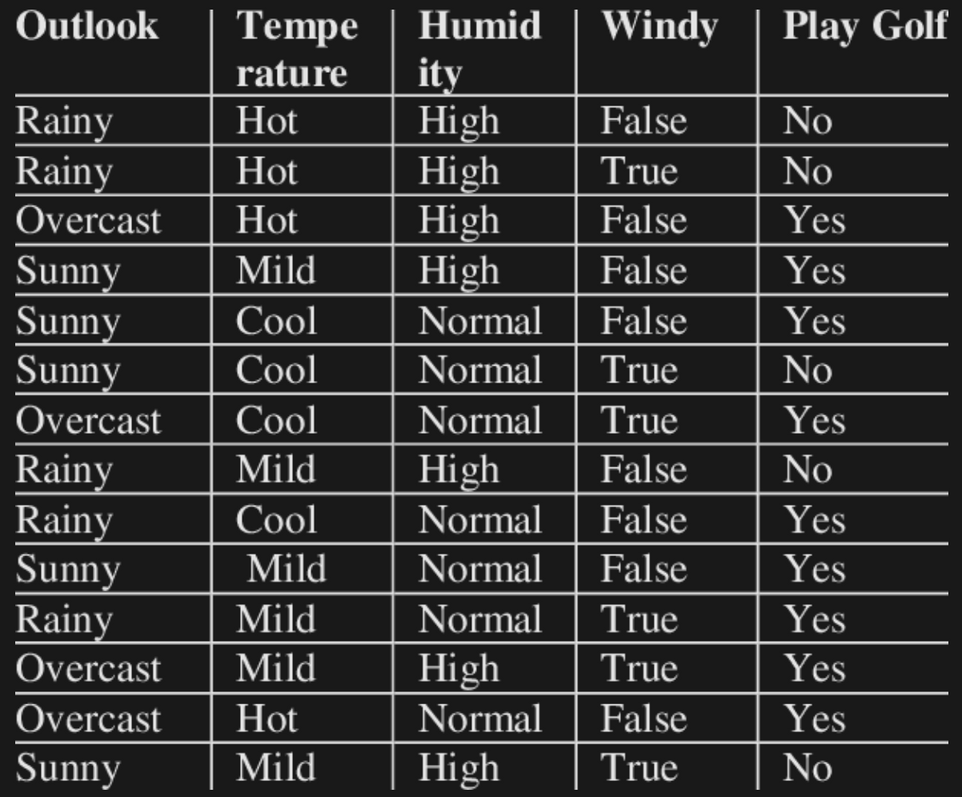 Outlook Tempe rature Humid ity Windy Play Golf
Rainy Hot High False No
Rainy Hot High True No
Overcast Hot High False Yes
Sunny Mild High False Yes
Sunny Cool Normal False Yes
Sunny Cool Normal True No
Overcast Cool Normal True Yes
Rainy Mild High False No
Rainy Cool Normal False Yes
Sunny Mild Normal False Yes
Rainy Mild Normal True Yes
Overcast Mild High True Yes
Overcast Hot Normal False Yes
Sunny Mild High True No